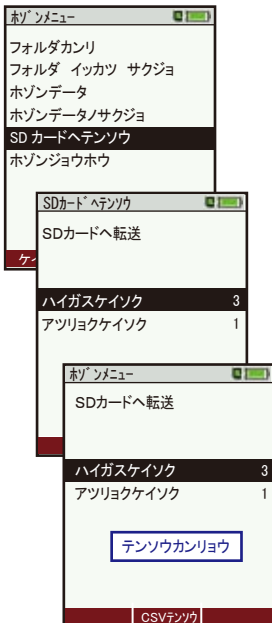 ホゾンメニュー
フォルダカンリ
フォルダ イッカツ サクジョ
ホゾンデータ
ホゾンデータノサクジョ
SD カードヘテンソウ
ホゾンジョウホウ
SDカードヘテンソウ
SDカードへ転送
ハイガスケイソク 3
アツリョクケイソク 1
ホゾンメニュー
SDカードへ転送
ハイガスケイソク 3
アツリョクケイソク 1
テンソウカンリョウ
CSVテンソウ